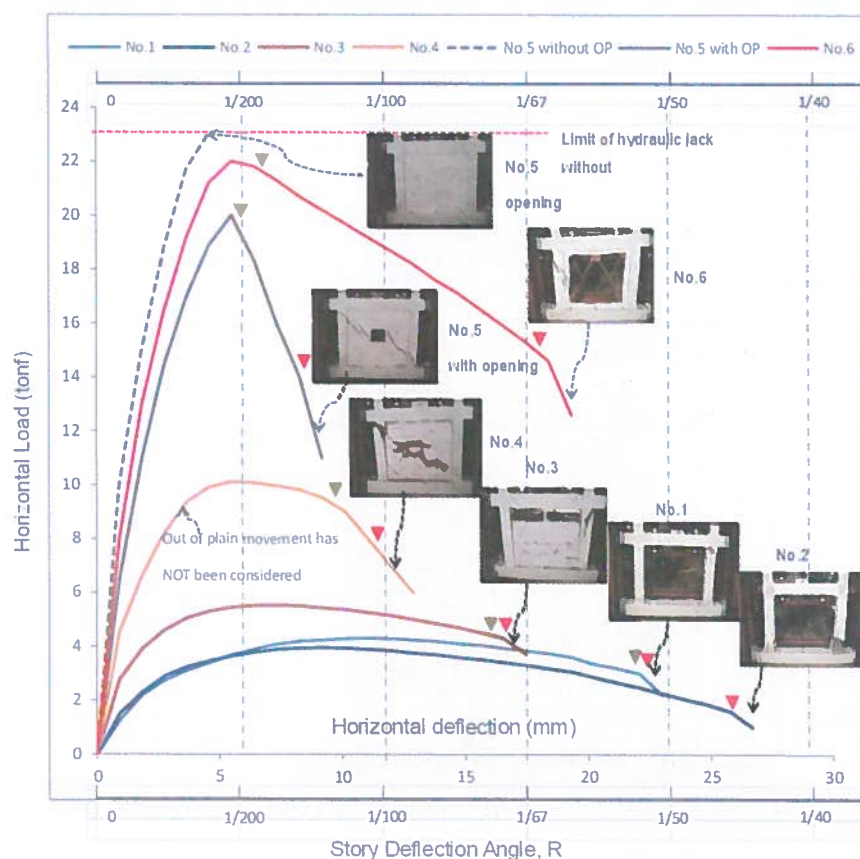 No.1 No.2 No.3 No.4 No.5 without OP No.5 with OP No.6
0 1/200 1/100 1/67 1/50 1/40
24
22
20
18
16
14
12
10
8
6
4
2
0
Horizontal Load (tonf)
Limit of hydraulic jack
No.5 without
opening
No.6
No.5
with opening
No.4
No.3
No.1
No.2
Out of plain movement has
NOT been considered
Horizontal deflection (mm)
0 5 10 15 20 25 30
0 1/200 1/100 1/67 1/50 1/40
Story Deflection Angle, R